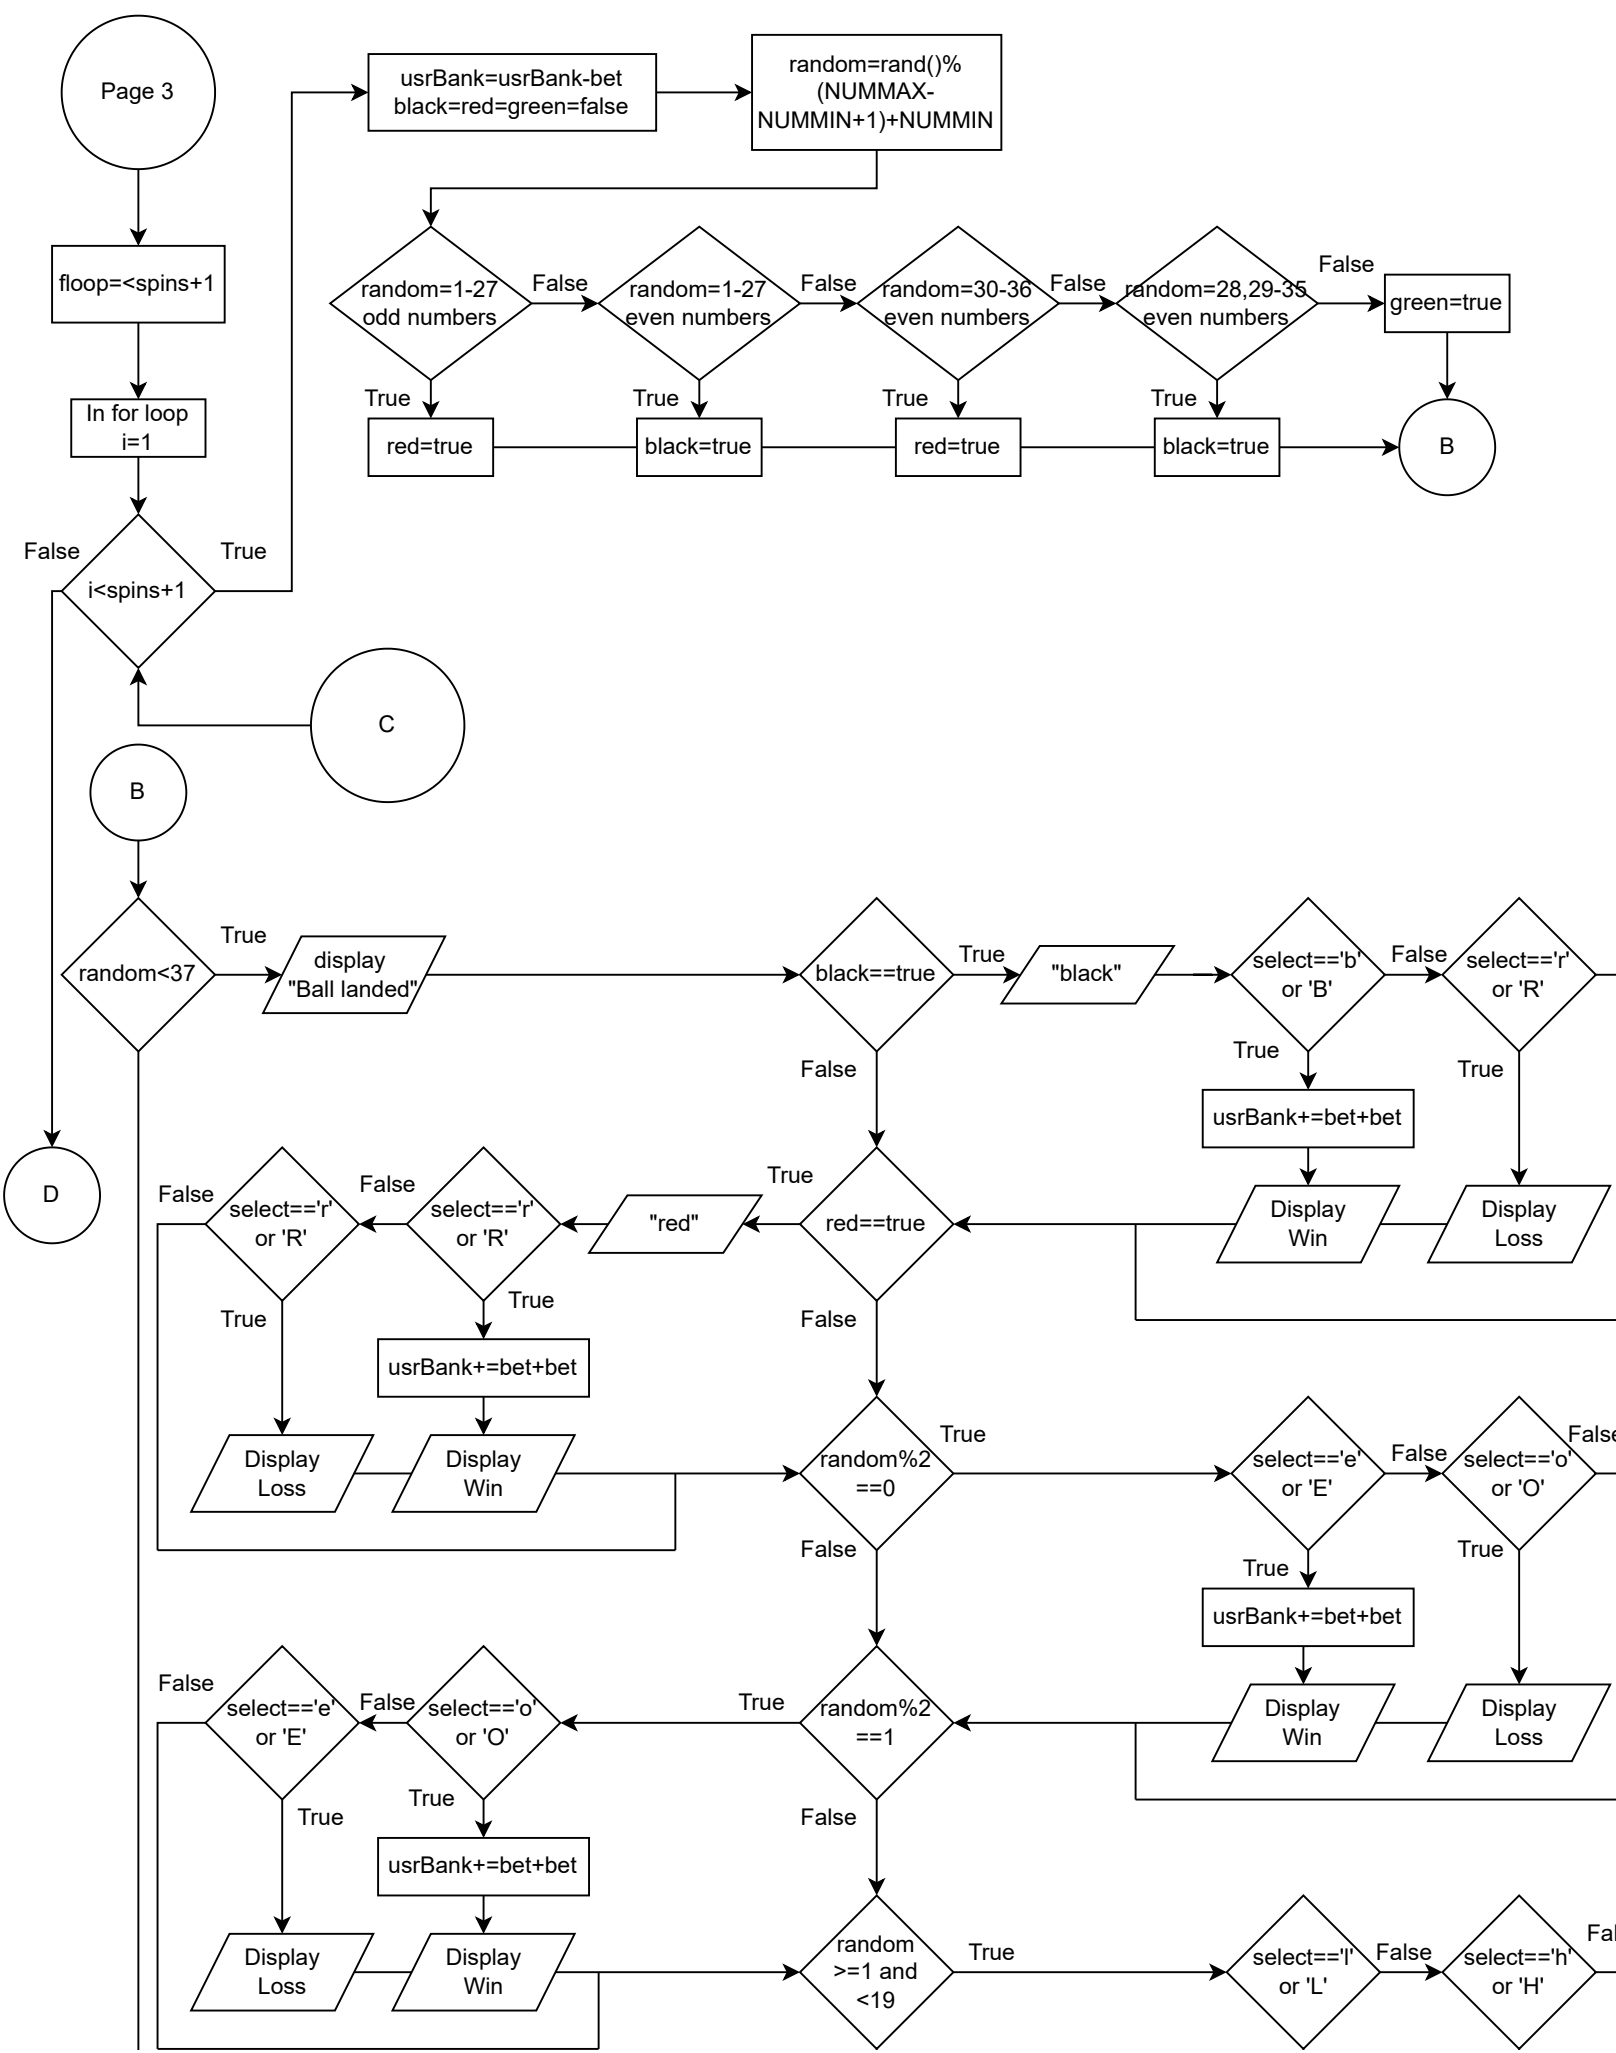 Page 3
usrBank=usrBank-bet
black=red=green=false
random=rand()%
(NUMMAX-
NUMMIN+1)+NUMMIN
floop=<spins+1
random=1-27
odd numbers
False
random=1-27
even numbers
False
random=30-36
even numbers
False
random=28,29-35
even numbers
False
green=true
True
True
True
True
In for loop
i=1
red=true
black=true
red=true
black=true
B
False
True
i<spins+1
C
B
random<37
True
display
"Ball landed"
black==true
True
"black"
select=='b'
or 'B'
False
select=='r'
or 'R'
False
True
True
usrBank+=bet+bet
D
False
select=='r'
or 'R'
False
select=='r'
or 'R'
"red"
True
red==true
Display
Win
Display
Loss
True
True
False
usrBank+=bet+bet
Display
Loss
Display
Win
random%2
==0
True
select=='e'
or 'E'
False
select=='o'
or 'O'
False
False
True
True
usrBank+=bet+bet
False
select=='e'
or 'E'
False
select=='o'
or 'O'
True
random%2
==1
Display
Win
Display
Loss
True
True
False
usrBank+=bet+bet
Display
Loss
Display
Win
random
>=1 and
<19
True
select=='l'
or 'L'
False
select=='h'
or 'H'